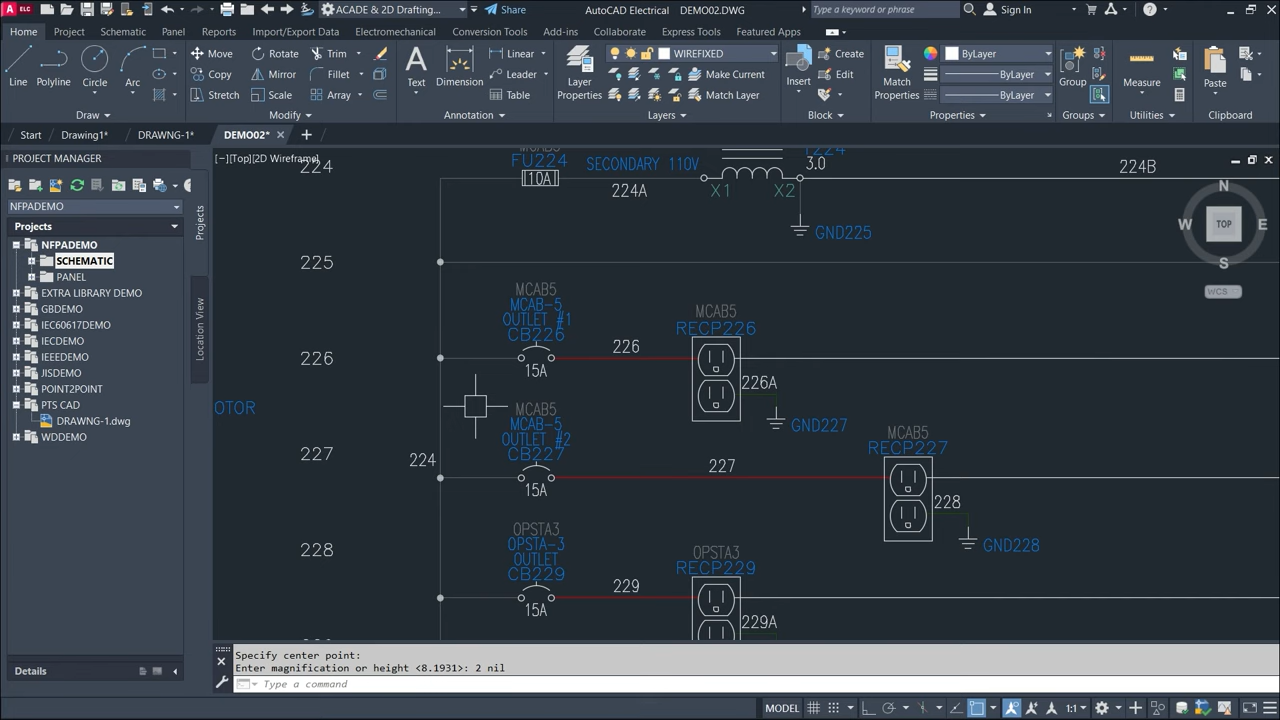 ELC
ACADE & 2D Drafting...
Share
AutoCAD Electrical DEMO02.DWG
Type a keyword or phrase
Sign In
Home Project Schematic Panel Reports Import/Export Data Electromechanical Conversion Tools Add-ins Collaborate Express Tools Featured Apps
Line
Polyline
Circle
Arc
Draw
Move
Rotate
Trim
Copy
Mirror
Fillet
Stretch
Scale
Array
Modify
Text
Dimension
Linear
Leader
Table
Annotation
Layer
Properties
WIREFIXED
Make Current
Match Layer
Layers
Insert
Create
Edit
Block
Match
Properties
ByLayer
ByLayer
ByLayer
Properties
Group
Groups
Measure
Utilities
Paste
Clipboard
Start Drawing1* DRAWNG-1* DEMO02*
PROJECT MANAGER
NFPADEMO
Projects
NFPADEMO
SCHEMATIC
PANEL
EXTRA LIBRARY DEMO
GBDEMO
IEC60617DEMO
IECDEMO
IEEEDEMO
JISDEMO
POINT2POINT
PTS CAD
DRAWNG-1.dwg
WDDEMO
Details
Projects
Location View
[−][Top][2D Wireframe]
224
FU224
10A
SECONDARY 110V
224A
X1 X2
3.0
224B
GND225
225
MCAB5
MCAB-5
OUTLET #1
CB226
15A
226
226
MCAB5
RECP226
226A
GND227
OTOR
227
224
MCAB5
MCAB-5
OUTLET #2
CB227
15A
227
MCAB5
RECP227
228
GND228
228
OPSTA3
OPSTA-3
OUTLET
CB229
15A
229
OPSTA3
RECP229
229A
N
W TOP E
S
WCS
Specify center point:
Enter magnification or height <8.1931>: 2 nil
Type a command
MODEL
1:1